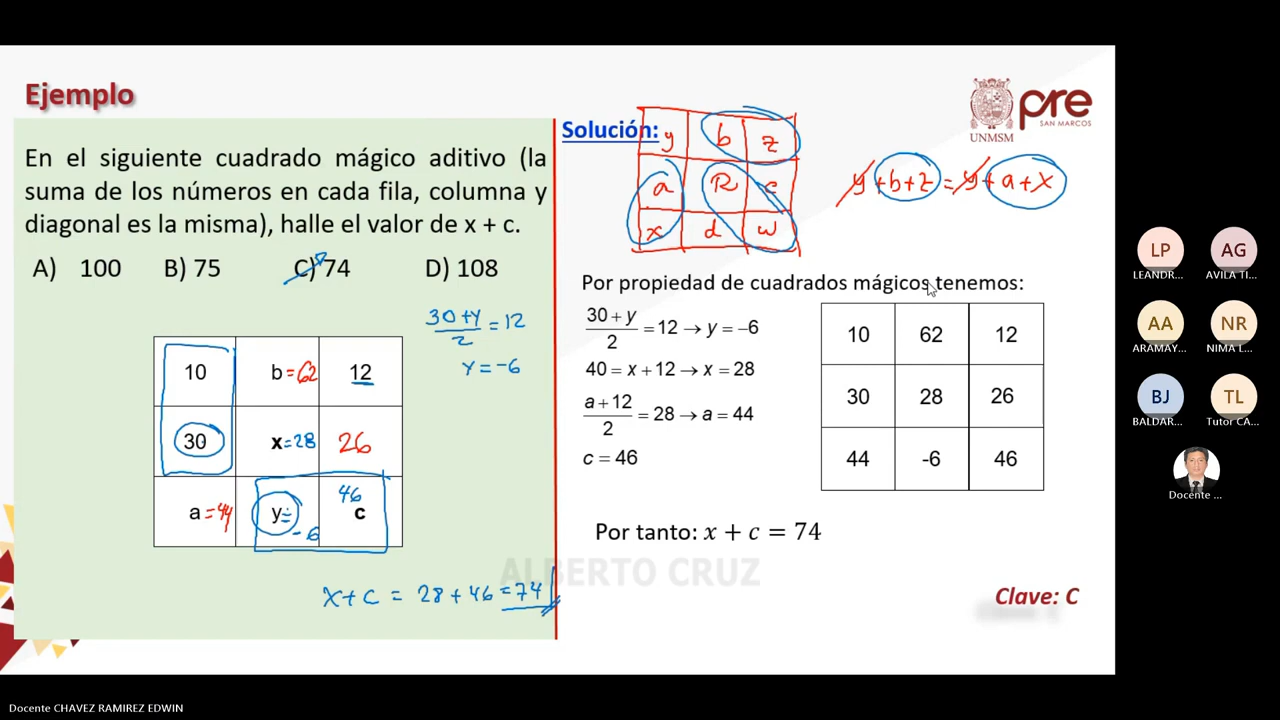 Ejemplo
En el siguiente cuadrado mágico aditivo (la
suma de los números en cada fila, columna y
diagonal es la misma), halle el valor de x + c.
A) 100 B) 75 C) 74 D) 108
30+y/2 = 12
y = -6
10 b = 62 12
30 x = 28 26
a = 44 y = -6 46 c
x + c = 28 + 46 = 74
Solución:
y b z
a R c
x d w
y + b + z = y + a + x
UNMSM
pre
SAN MARCOS
Por propiedad de cuadrados mágicos tenemos:
30 + y/2 = 12 → y = −6
40 = x + 12 → x = 28
a + 12/2 = 28 → a = 44
c = 46
10 62 12
30 28 26
44 -6 46
Por tanto: x + c = 74
ALBERTO CRUZ
Clave: C
LP AG
LEANDR... AVILA TI...
AA NR
ARAMAY... NIMA L...
BJ TL
BALDAR... Tutor CA...
Docente ...
Docente CHAVEZ RAMIREZ EDWIN